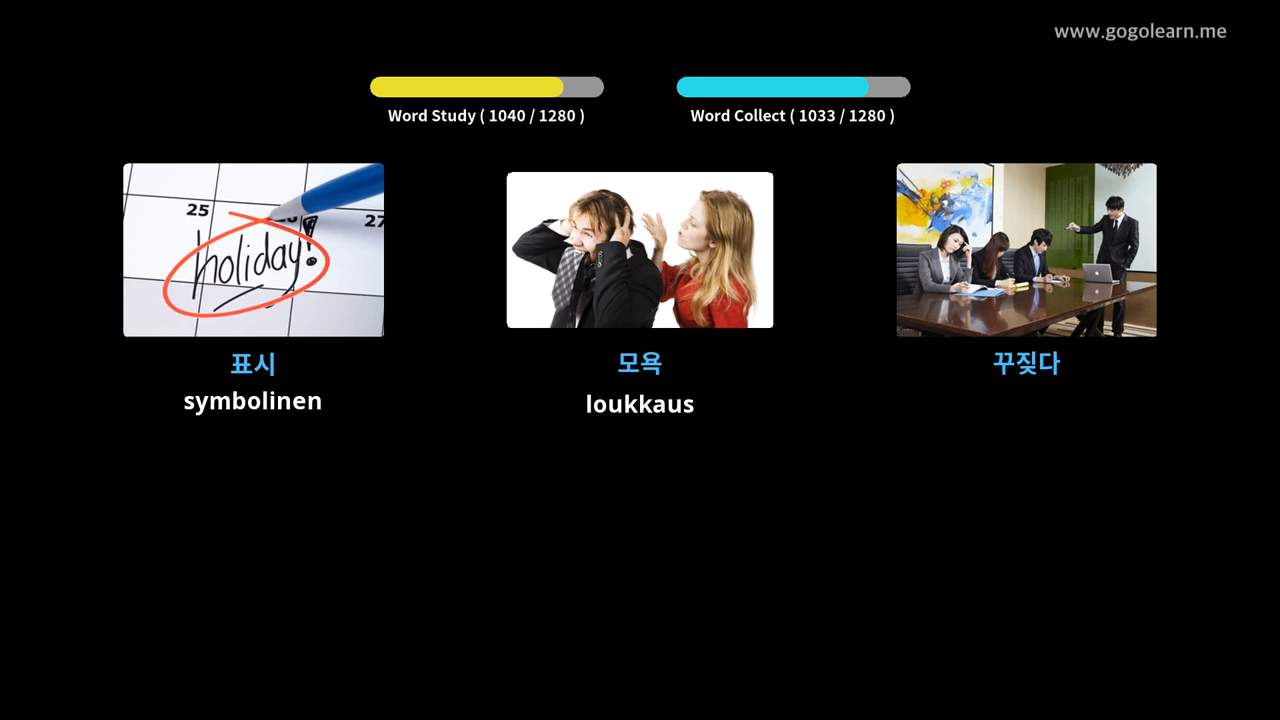 www.gogolearn.me
Word Study ( 1040 / 1280 )
Word Collect ( 1033 / 1280 )
25
27
holiday!
표시
symbolinen
모욕
loukkaus
꾸짖다